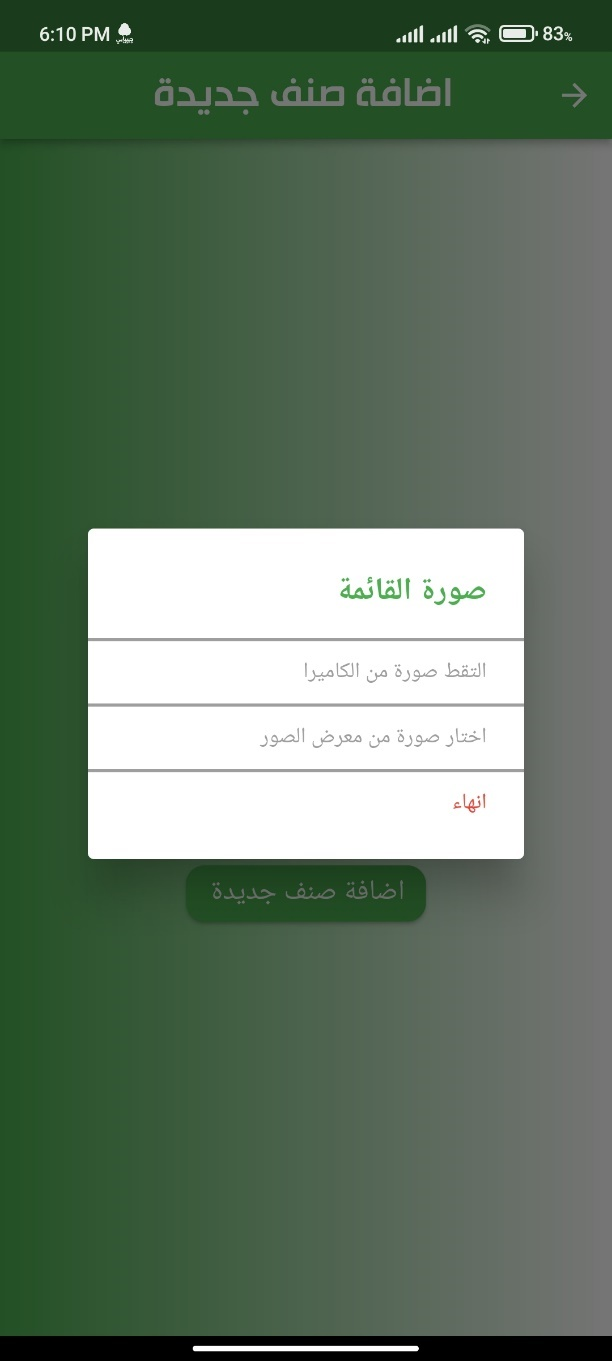 6:10 PM
83%
اضافة صنف جديدة
صورة القائمة
التقط صورة من الكاميرا
اختار صورة من معرض الصور
انهاء
اضافة صنف جديدة